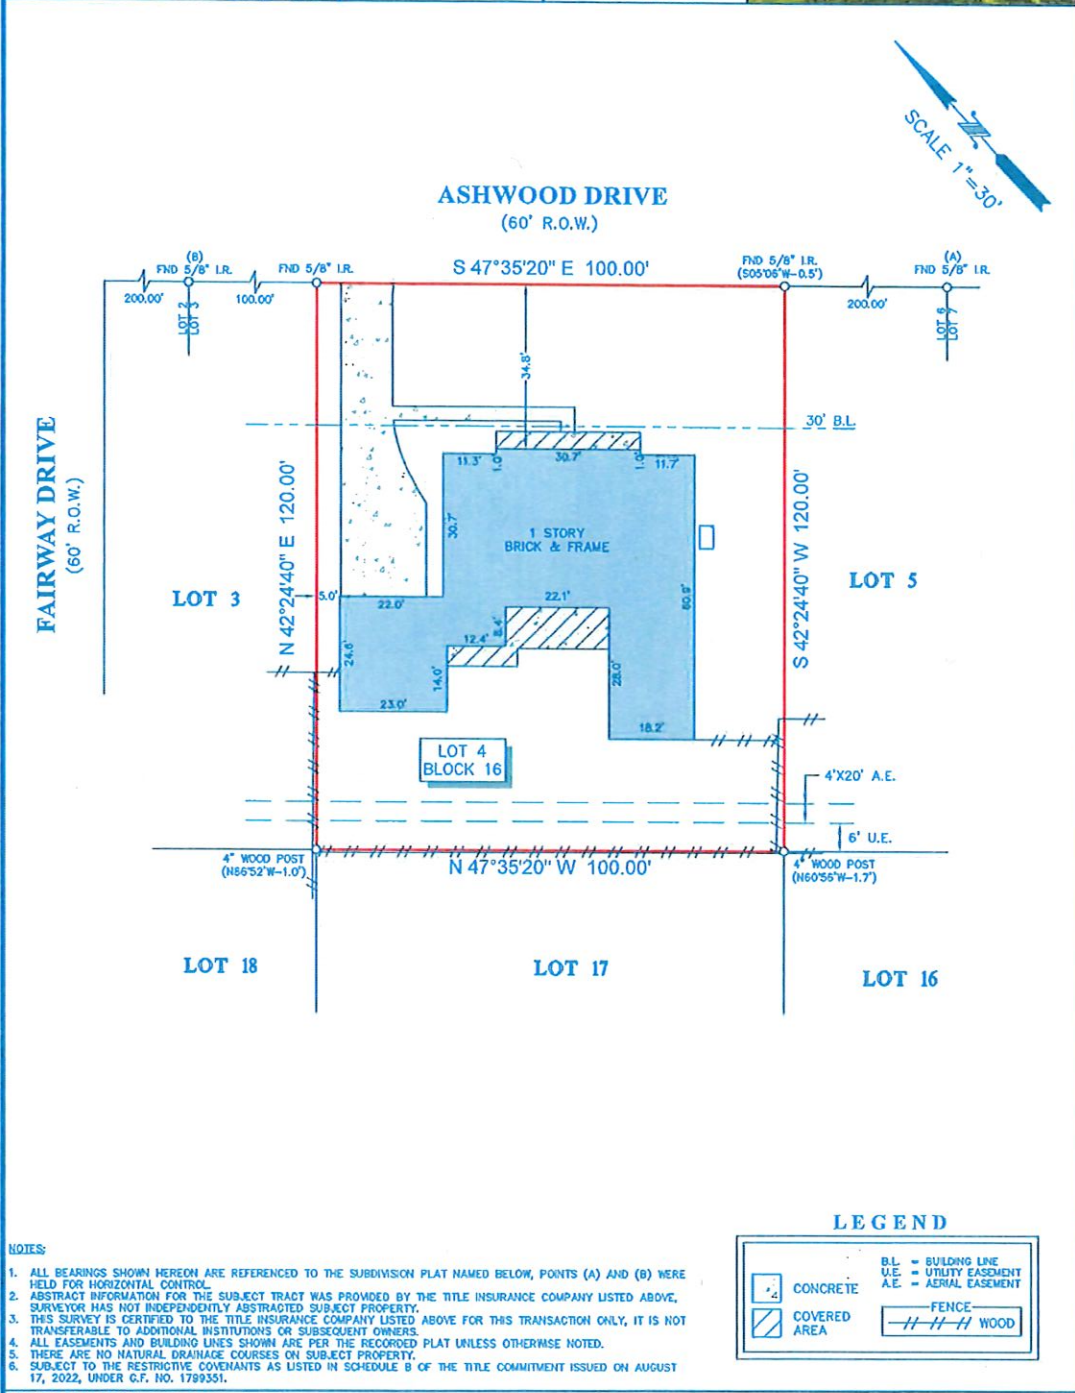 SCALE 1"=30'
ASHWOOD DRIVE
(60' R.O.W.)
(B)
FND 5/8" I.R.
FND 5/8" I.R.
S 47°35'20" E 100.00'
FND 5/8" I.R.
(S05°06'W-0.5')
(A)
FND 5/8" I.R.
200.00'
100.00'
200.00'
LOT 2
LOT 3
LOT 6
LOT 7
34.8'
30' B.L.
FAIRWAY DRIVE
(60' R.O.W.)
N 42°24'40" E 120.00'
S 42°24'40" W 120.00'
11.3'
1.0'
30.7'
1.0'
11.7'
30.7'
1 STORY
BRICK & FRAME
LOT 3
LOT 5
5.0'
22.0'
22.1'
60.9'
12.4'
8.4'
24.6'
14.0'
28.0'
23.0'
18.2'
LOT 4
BLOCK 16
4'X20' A.E.
6' U.E.
4" WOOD POST
(N86°52'W-1.0')
N 47°35'20" W 100.00'
4" WOOD POST
(N60°56'W-1.7')
LOT 18
LOT 17
LOT 16
LEGEND
CONCRETE
COVERED
AREA
B.L. = BUILDING LINE
U.E. = UTILITY EASEMENT
A.E. = AERIAL EASEMENT
FENCE
WOOD
NOTES:
1. ALL BEARINGS SHOWN HEREON ARE REFERENCED TO THE SUBDIVISION PLAT NAMED BELOW, POINTS (A) AND (B) WERE
HELD FOR HORIZONTAL CONTROL.
2. ABSTRACT INFORMATION FOR THE SUBJECT TRACT WAS PROVIDED BY THE TITLE INSURANCE COMPANY LISTED ABOVE,
SURVEYOR HAS NOT INDEPENDENTLY ABSTRACTED SUBJECT PROPERTY.
3. THIS SURVEY IS CERTIFIED TO THE TITLE INSURANCE COMPANY LISTED ABOVE FOR THIS TRANSACTION ONLY, IT IS NOT
TRANSFERABLE TO ADDITIONAL INSTITUTIONS OR SUBSEQUENT OWNERS.
4. ALL EASEMENTS AND BUILDING LINES SHOWN ARE PER THE RECORDED PLAT UNLESS OTHERWISE NOTED.
5. THERE ARE NO NATURAL DRAINAGE COURSES ON SUBJECT PROPERTY.
6. SUBJECT TO THE RESTRICTIVE COVENANTS AS LISTED IN SCHEDULE B OF THE TITLE COMMITMENT ISSUED ON AUGUST
17, 2022, UNDER G.F. NO. 1799351.